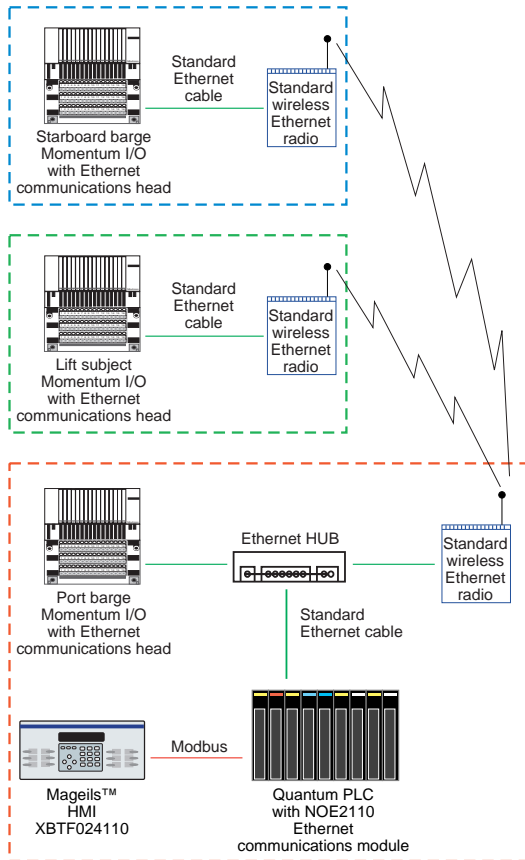 Standard
Ethernet
cable
Standard
wireless
Ethernet
radio
Starboard barge
Momentum I/O
with Ethernet
communications head
Standard
Ethernet
cable
Standard
wireless
Ethernet
radio
Lift subject
Momentum I/O
with Ethernet
communications head
Ethernet HUB
Standard
wireless
Ethernet
radio
Port barge
Momentum I/O
with Ethernet
communications head
Standard
Ethernet cable
Modbus
Mageils™
HMI
XBTF024110
Quantum PLC
with NOE2110
Ethernet
communications module